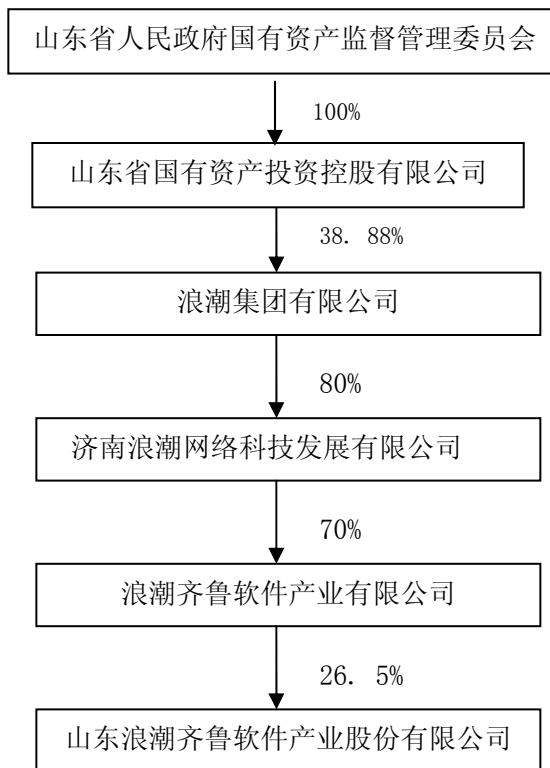 山东省人民政府国有资产监督管理委员会
100%
山东省国有资产投资控股有限公司
38. 88%
浪潮集团有限公司
80%
济南浪潮网络科技发展有限公司
70%
浪潮齐鲁软件产业有限公司
26. 5%
山东浪潮齐鲁软件产业股份有限公司